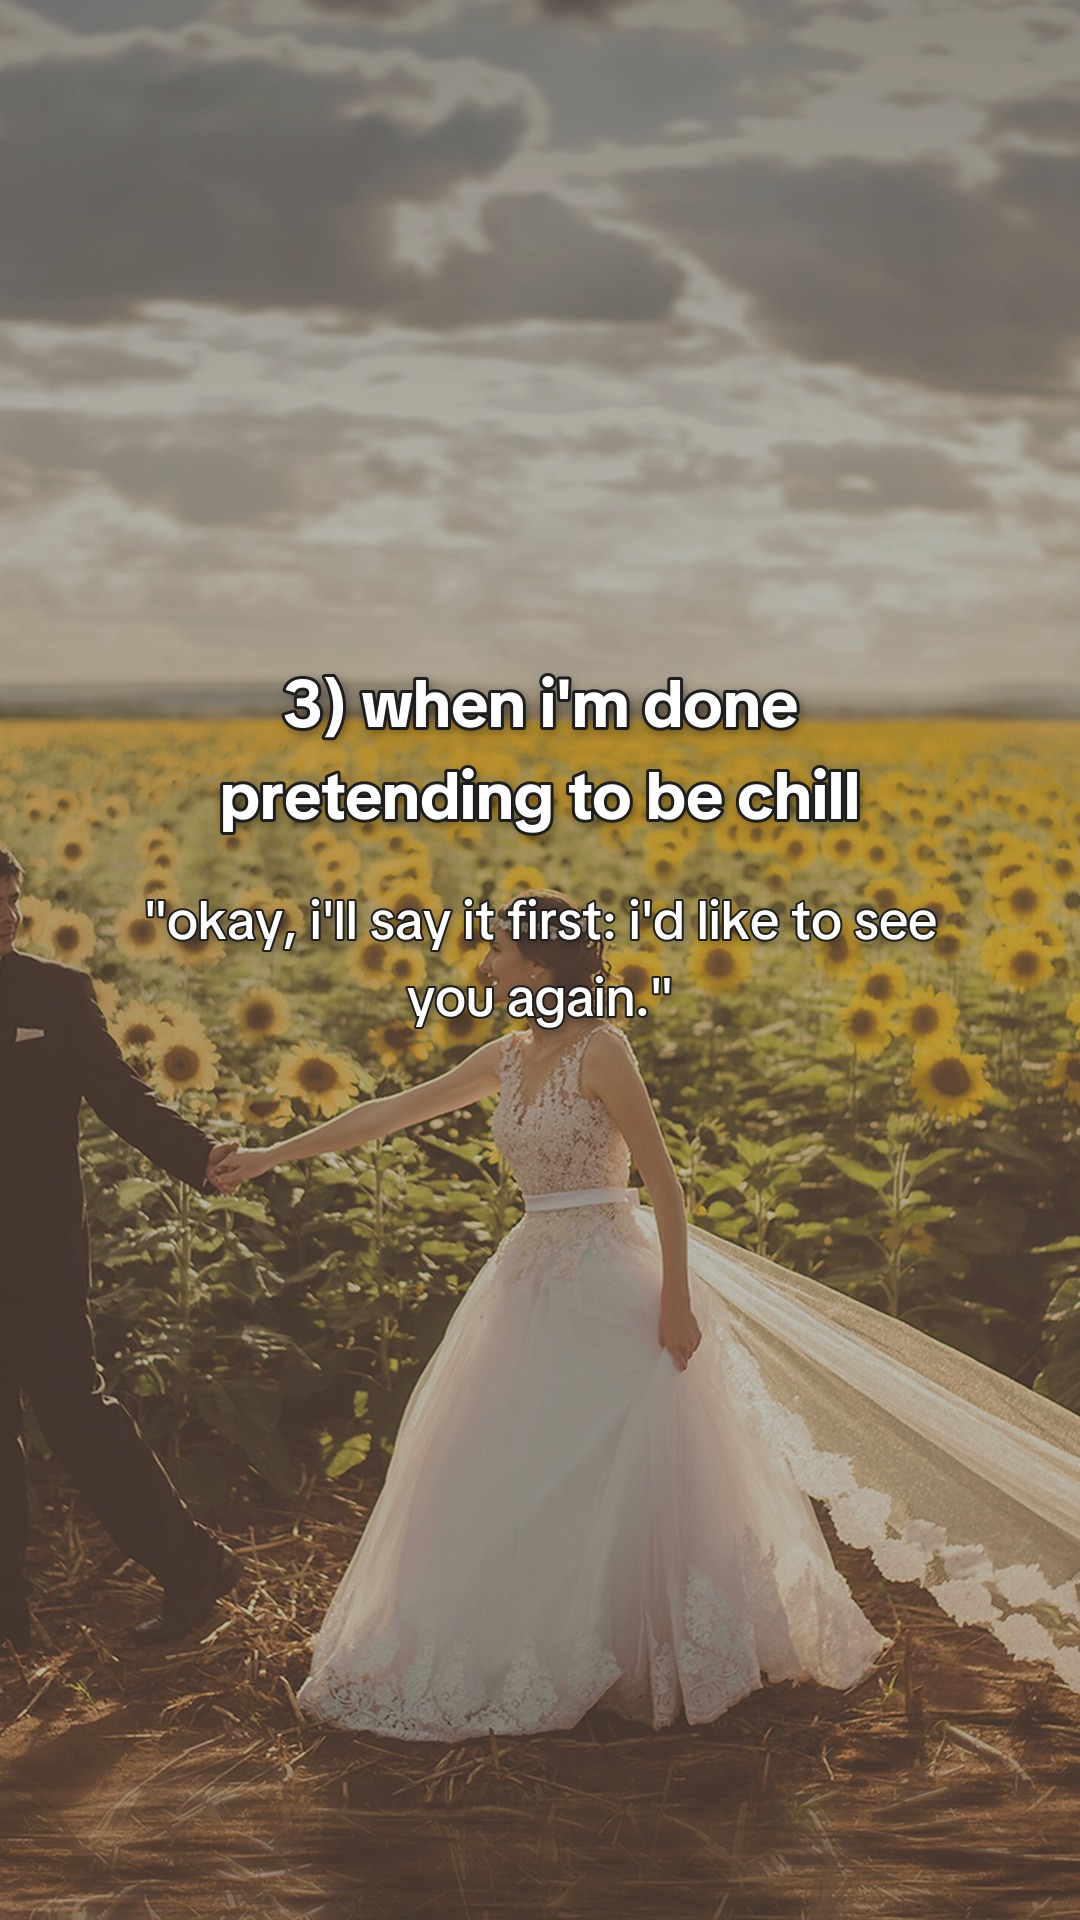 3) when i'm done
pretending to be chill
"okay, i'll say it first: i'd like to see
you again."